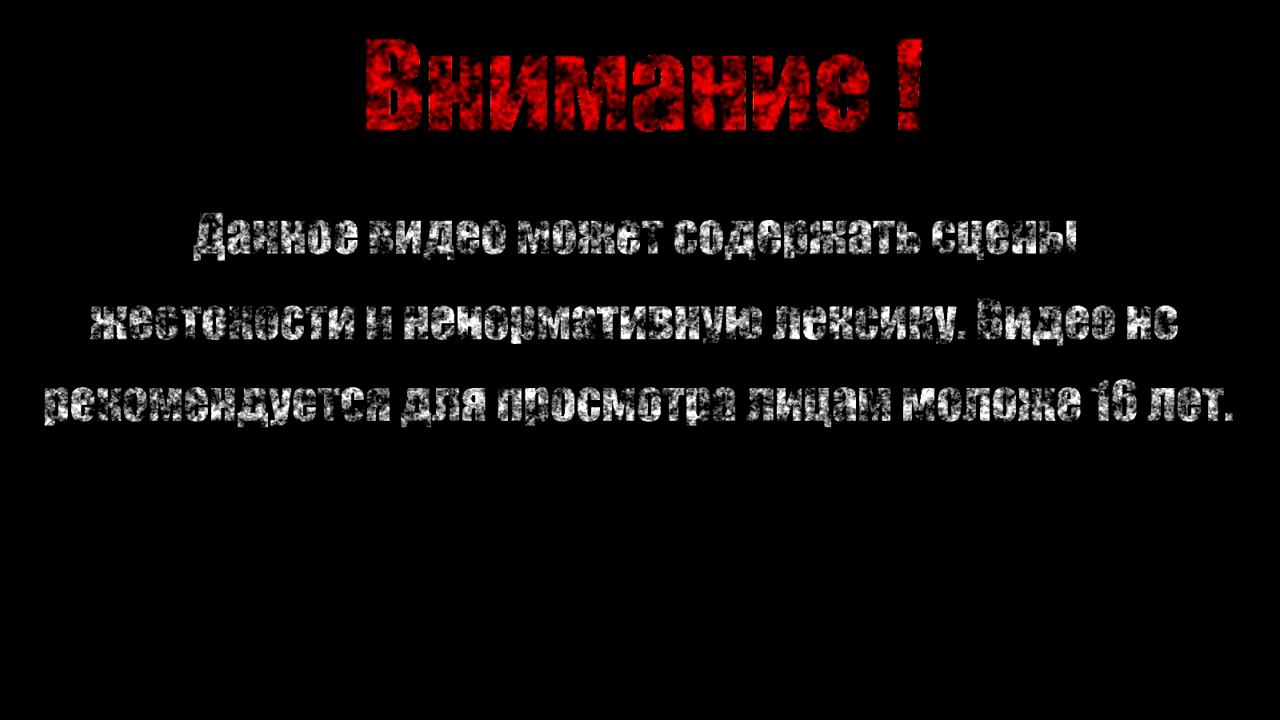 Внимание !
Данное видео может содержать сцены
жестокости и ненормативную лексику. Видео не
рекомендуется для просмотра лицам моложе 16 лет.